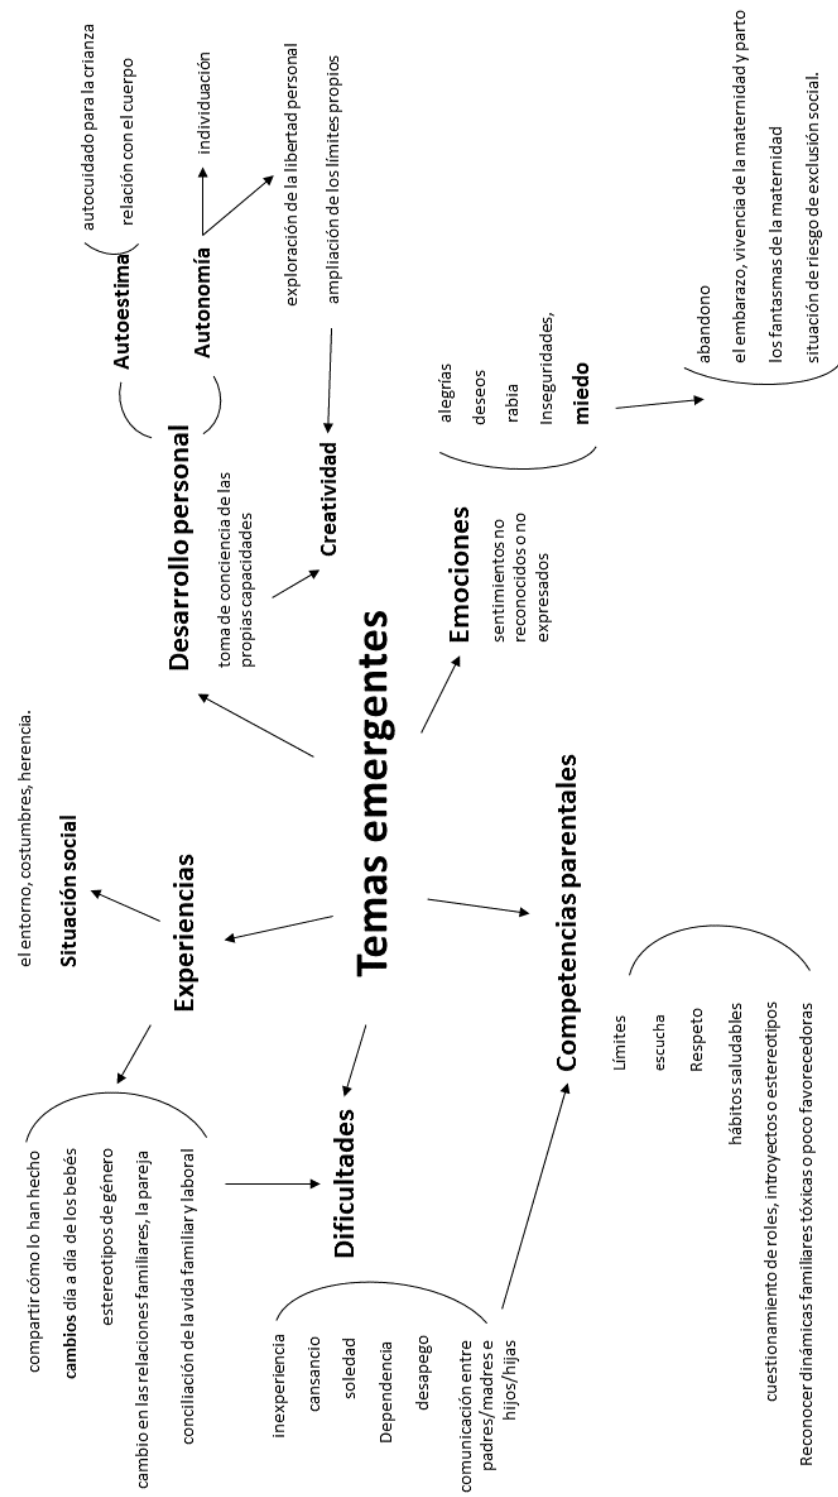 Temas emergentes
Experiencias
Situación social
el entorno, costumbres, herencia.
compartir cómo lo han hecho
cambios día a día de los bebés
estereotipos de género
cambio en las relaciones familiares, la pareja
conciliación de la vida familiar y laboral
Dificultades
inexperiencia
cansancio
soledad
Dependencia
desapego
comunicación entre
padres/madres e
hijos/hijas
Competencias parentales
Límites
escucha
Respeto
hábitos saludables
cuestionamiento de roles, introyectos o estereotipos
Reconocer dinámicas familiares tóxicas o poco favorecedoras
Desarrollo personal
toma de conciencia de las
propias capacidades
Autoestima
autocuidado para la crianza
relación con el cuerpo
Autonomía
individuación
exploración de la libertad personal
ampliación de los límites propios
Creatividad
Emociones
sentimientos no
reconocidos o no
expresados
alegrías
deseos
rabia
Inseguridades,
miedo
abandono
el embarazo, vivencia de la maternidad y parto
los fantasmas de la maternidad
situación de riesgo de exclusión social.